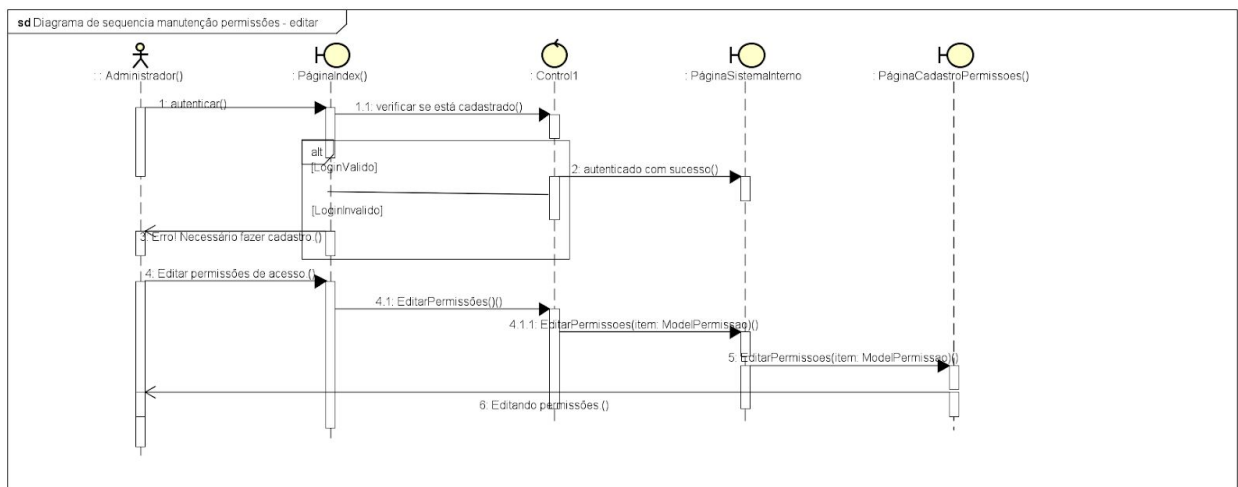 sd Diagrama de sequencia manutenção permissões - editar
: : Administrador()
: PáginaIndex()
: Control1
: PáginaSistemaInterno
: PáginaCadastroPermissoes()
1: autenticar()
1.1: verificar se está cadastrado()
alt
[LoginValido]
2: autenticado com sucesso()
[LoginInvalido]
3: Erro! Necessário fazer cadastro.()
4: Editar permissões de acesso.()
4.1: EditarPermissões()()
4.1.1: EditarPermissoes(item: ModelPermissao)()
5: EditarPermissoes(item: ModelPermissao)()
6: Editando permissões.()